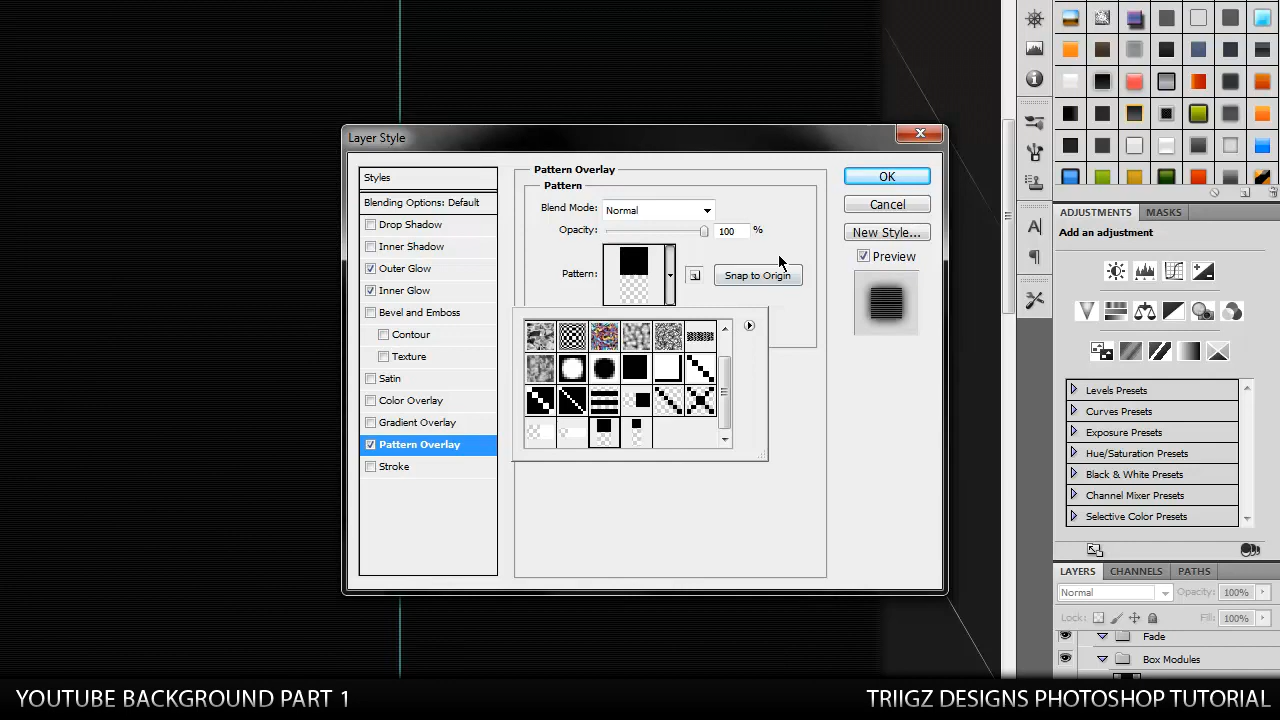 Layer Style
Styles
Blending Options: Default
Drop Shadow
Inner Shadow
Outer Glow
Inner Glow
Bevel and Emboss
Contour
Texture
Satin
Color Overlay
Gradient Overlay
Pattern Overlay
Stroke
Pattern Overlay
Pattern
Blend Mode: Normal
Opacity: 100 %
Pattern:
Snap to Origin
OK
Cancel
New Style...
Preview
ADJUSTMENTS MASKS
Add an adjustment
Levels Presets
Curves Presets
Exposure Presets
Hue/Saturation Presets
Black & White Presets
Channel Mixer Presets
Selective Color Presets
LAYERS CHANNELS PATHS
Normal Opacity: 100%
Lock: Fill: 100%
Fade
Box Modules
YOUTUBE BACKGROUND PART 1
TRIIGZ DESIGNS PHOTOSHOP TUTORIAL